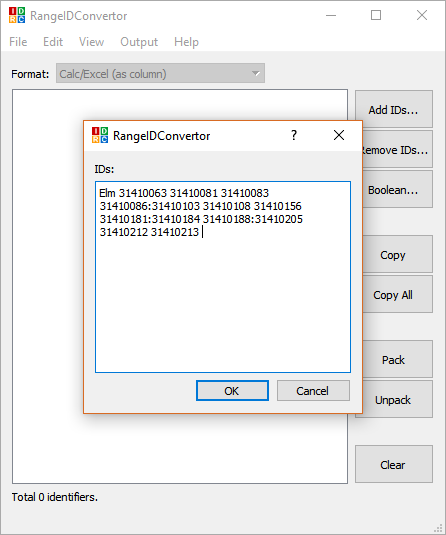 RangeIDConvertor
File Edit View Output Help
Format: Calc/Excel (as column)
Add IDs...
Remove IDs...
Boolean...
Copy
Copy All
Pack
Unpack
Clear
Total 0 identifiers.
RangeIDConvertor ?
IDs:
Elm 31410063 31410081 31410083
31410086:31410103 31410108 31410156
31410181:31410184 31410188:31410205
31410212 31410213
OK Cancel